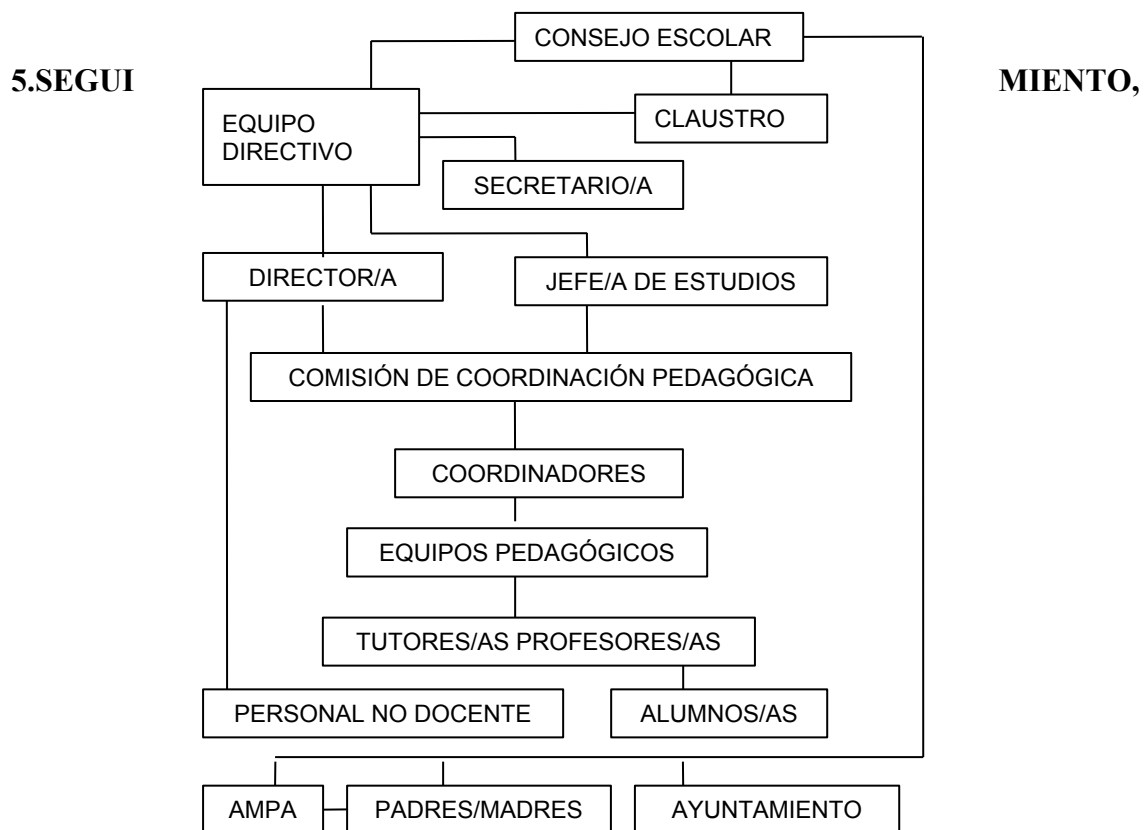 CONSEJO ESCOLAR
5.SEGUI MIENTO,
EQUIPO
DIRECTIVO
CLAUSTRO
SECRETARIO/A
DIRECTOR/A
JEFE/A DE ESTUDIOS
COMISIÓN DE COORDINACIÓN PEDAGÓGICA
COORDINADORES
EQUIPOS PEDAGÓGICOS
TUTORES/AS PROFESORES/AS
PERSONAL NO DOCENTE
ALUMNOS/AS
AMPA
PADRES/MADRES
AYUNTAMIENTO